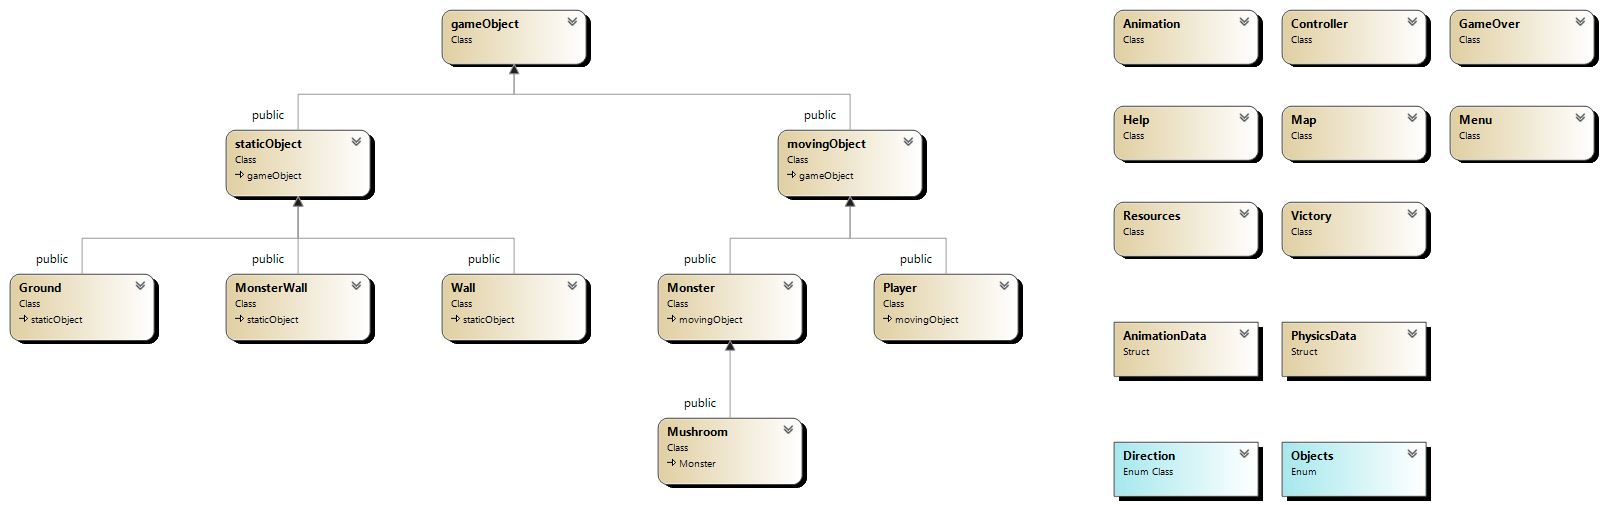 gameObject
Class
Animation
Class
Controller
Class
GameOver
Class
public
public
staticObject
Class
gameObject
movingObject
Class
gameObject
Help
Class
Map
Class
Menu
Class
Resources
Class
Victory
Class
public
public
public
public
public
Ground
Class
staticObject
MonsterWall
Class
staticObject
Wall
Class
staticObject
Monster
Class
movingObject
Player
Class
movingObject
AnimationData
Struct
PhysicsData
Struct
public
Mushroom
Class
Monster
Direction
Enum Class
Objects
Enum